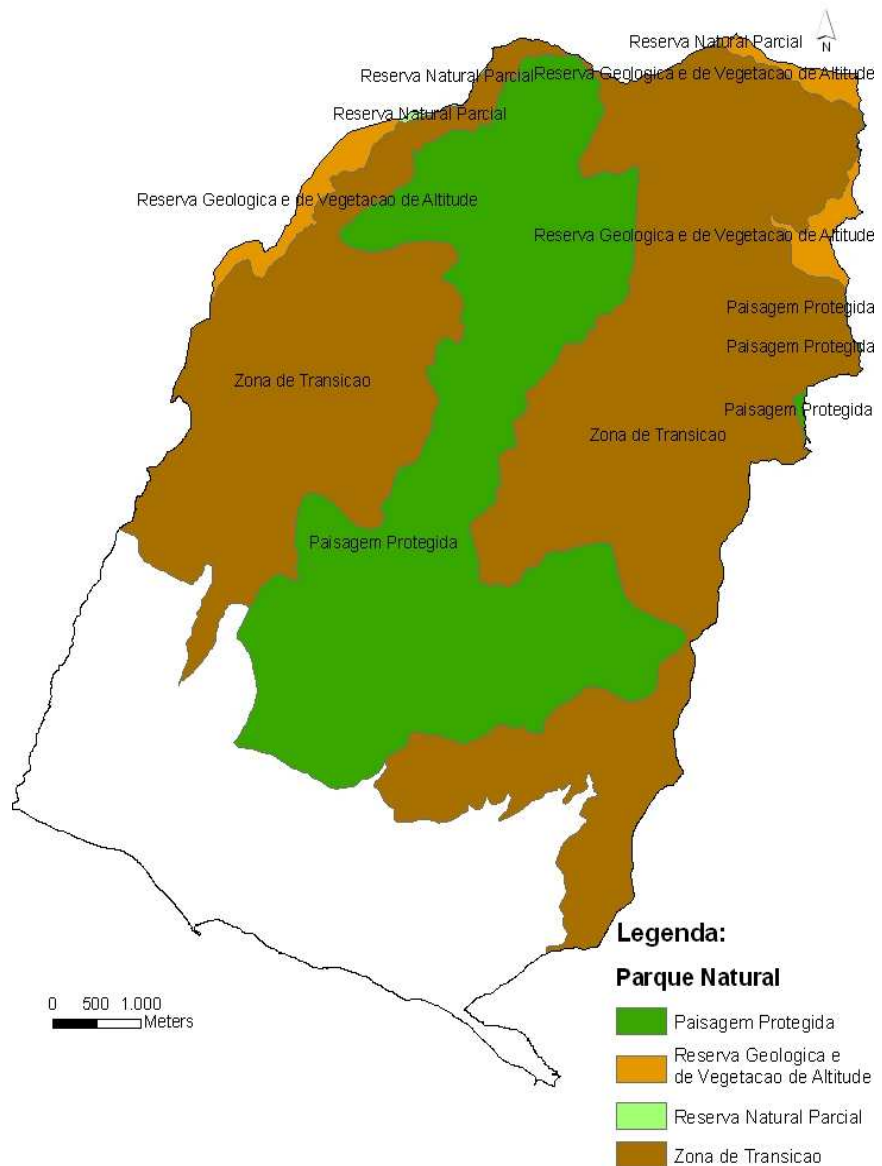 Reserva Natural Parcial
N
Reserva Natural Parcial
Reserva Geologica e de Vegetacao de Altitude
Reserva Natural Parcial
Reserva Geologica e de Vegetacao de Altitude
Reserva Geologica e de Vegetacao de Altitude
Paisagem Protegida
Paisagem Protegida
Zona de Transicao
Paisagem Protegida
Zona de Transicao
Paisagem Protegida
Legenda:
Parque Natural
0 500 1.000
Meters
Paisagem Protegida
Reserva Geologica e
de Vegetacao de Altitude
Reserva Natural Parcial
Zona de Transicao